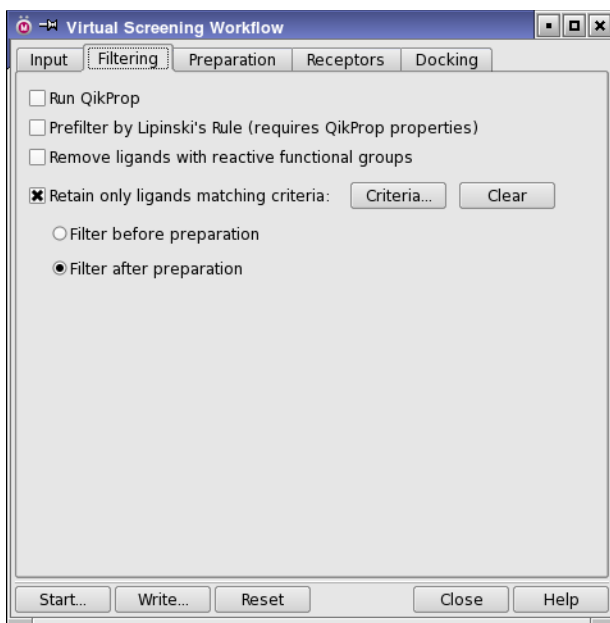 Virtual Screening Workflow
Input Filtering Preparation Receptors Docking
Run QikProp
Prefilter by Lipinski's Rule (requires QikProp properties)
Remove ligands with reactive functional groups
Retain only ligands matching criteria: Criteria... Clear
Filter before preparation
Filter after preparation
Start... Write... Reset Close Help